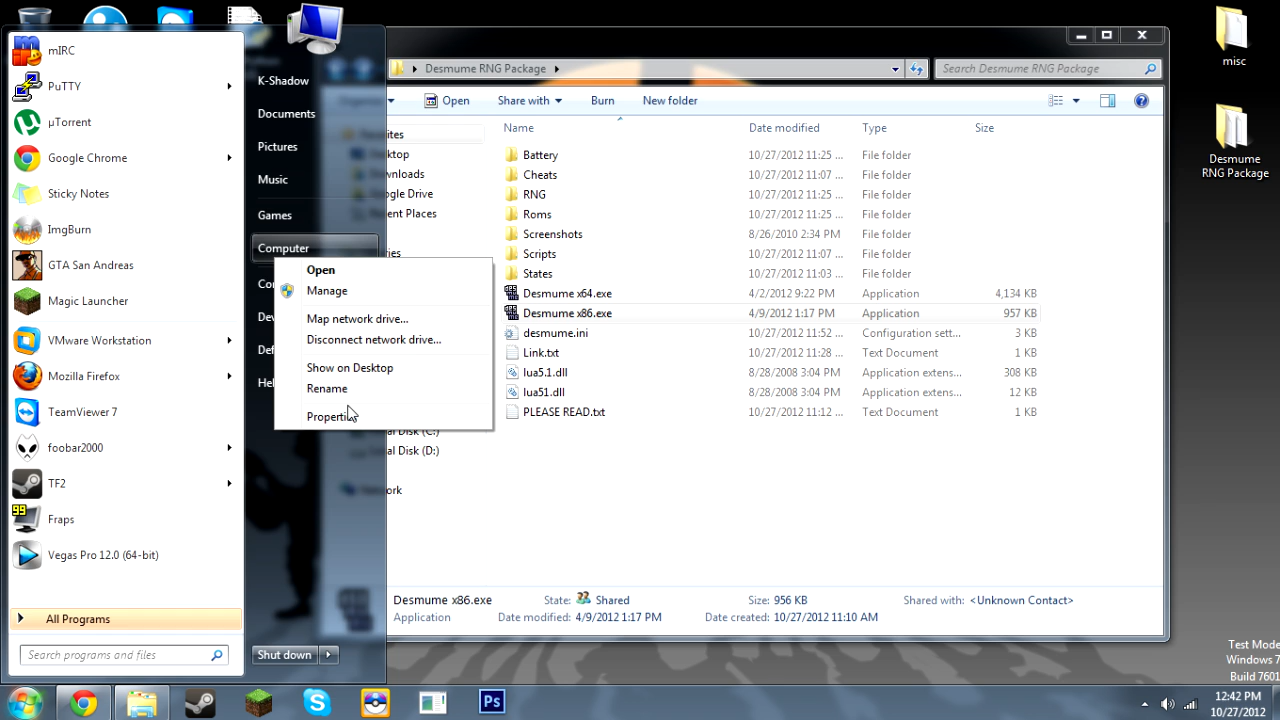 mIRC
PuTTY
µTorrent
Google Chrome
Sticky Notes
ImgBurn
GTA San Andreas
Magic Launcher
VMware Workstation
Mozilla Firefox
TeamViewer 7
foobar2000
TF2
99
Fraps
Vegas Pro 12.0 (64-bit)
All Programs
Search programs and files
K-Shadow
Documents
Pictures
Music
Games
Computer
Shut down
Open
Manage
Map network drive...
Disconnect network drive...
Show on Desktop
Rename
Desmume RNG Package
Search Desmume RNG Package
Open Share with Burn New folder
Name Date modified Type Size
Battery 10/27/2012 11:25 ... File folder
Cheats 10/27/2012 11:07 ... File folder
RNG 10/27/2012 11:25 ... File folder
Roms 10/27/2012 11:25 ... File folder
Screenshots 8/26/2010 2:34 PM File folder
Scripts 10/27/2012 11:03 ... File folder
States 10/27/2012 11:03 ... File folder
Desmume x64.exe 4/2/2012 9:22 PM Application 4,134 KB
Desmume x86.exe 4/9/2012 1:17 PM Application 957 KB
desmume.ini 10/27/2012 11:52 ... Configuration sett... 3 KB
Link.txt 10/27/2012 11:28 ... Text Document 1 KB
lua5.1.dll 8/28/2008 3:04 PM Application extens... 308 KB
lua51.dll 8/28/2008 3:04 PM Application extens... 12 KB
PLEASE READ.txt 10/27/2012 11:12 ... Text Document 1 KB
Disk (C:)
Disk (D:)
Desmume x86.exe State: Shared Size: 956 KB Shared with: <Unknown Contact>
Application Date modified: 4/9/2012 1:17 PM Date created: 10/27/2012 11:10 AM
misc
Desmume
RNG Package
Test Mode
Windows 7
Build 7601
Ps
12:42 PM
10/27/2012